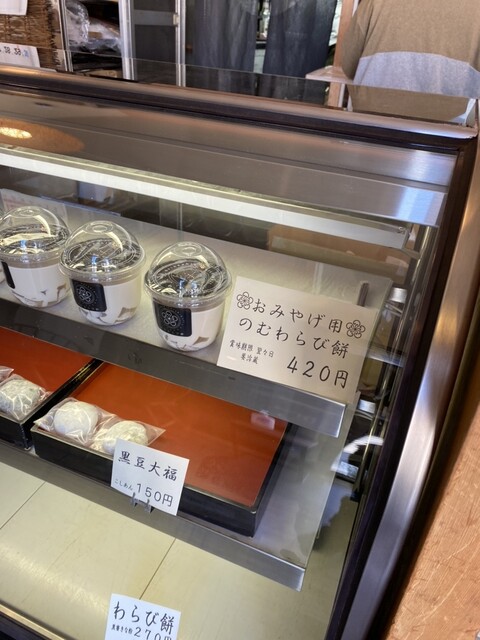 おみやげ用
のむわらび餅
賞味期限 翌々日
要冷蔵
420円
黒豆大福
こしあん 150円
わらび餅
270円